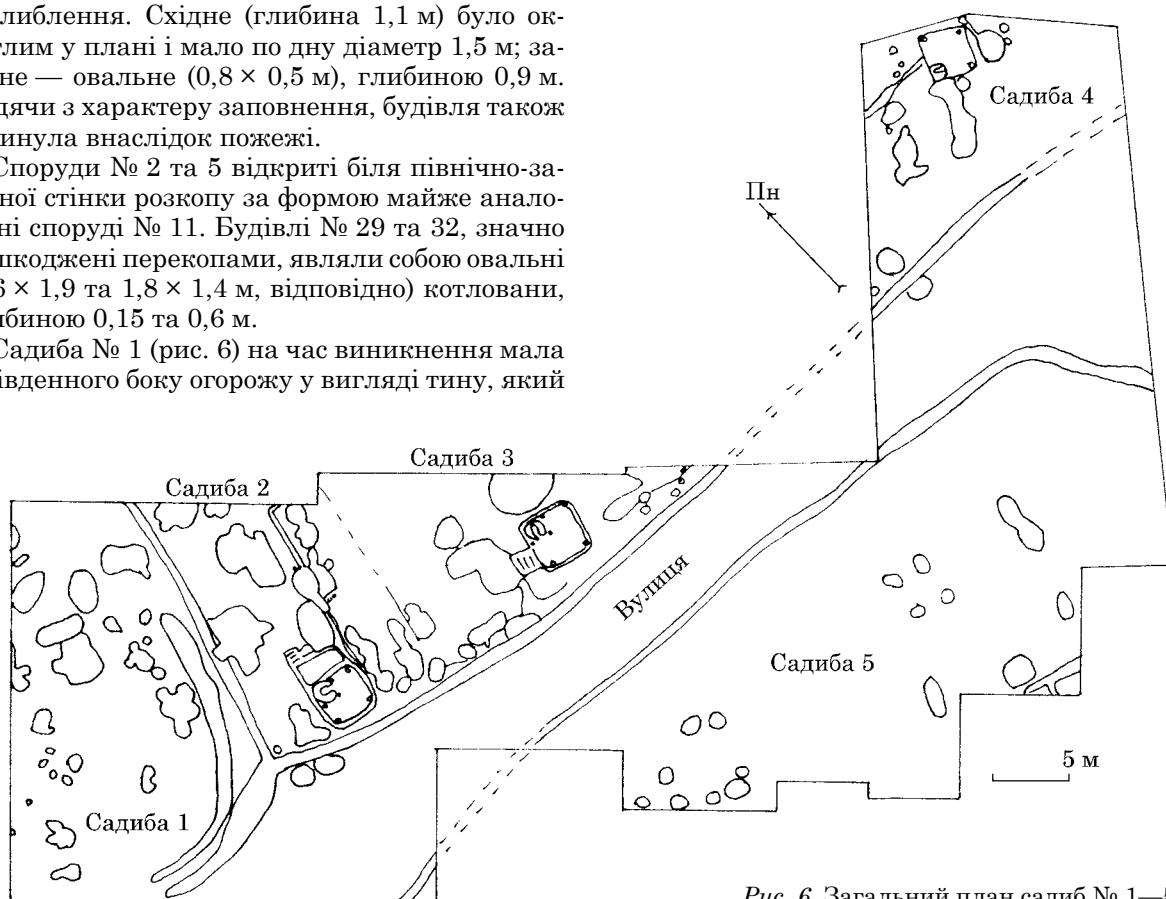 либлення. Східне (глибина 1,1 м) було ок-
глим у плані і мало по дну діаметр 1,5 м; за-
не — овальне (0,8 × 0,5 м), глибиною 0,9 м.
дячи з характеру заповнення, будівля також
инула внаслідок пожежі.
Споруди № 2 та 5 відкриті біля північно-за-
ної стінки розкопу за формою майже анало-
ні споруді № 11. Будівлі № 29 та 32, значно
шкоджені перекопами, являли собою овальні
6 × 1,9 та 1,8 × 1,4 м, відповідно) котловани,
ибиною 0,15 та 0,6 м.
Садиба № 1 (рис. 6) на час виникнення мала
івденного боку огорожу у вигляді тину, який
Садиба 4
Пн
Садиба 3
Садиба 2
Вулиця
Садиба 5
5 м
Садиба 1
Рис. 6. Загальний план садиб № 1—5